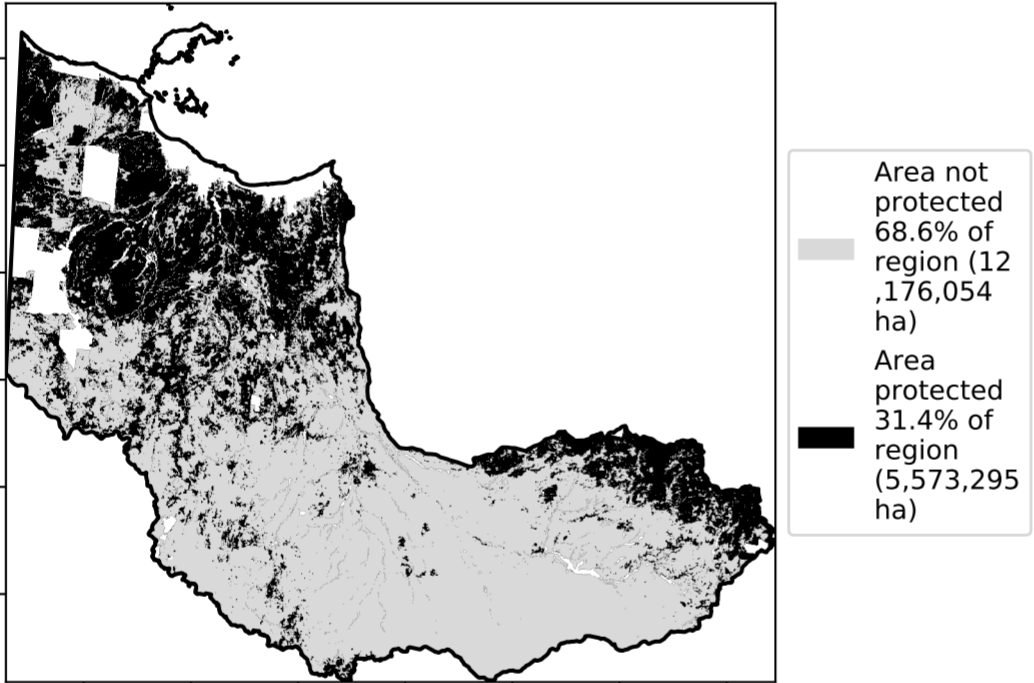 Area not
protected
68.6% of
region (12
,176,054
ha)
Area
protected
31.4% of
region
(5,573,295
ha)